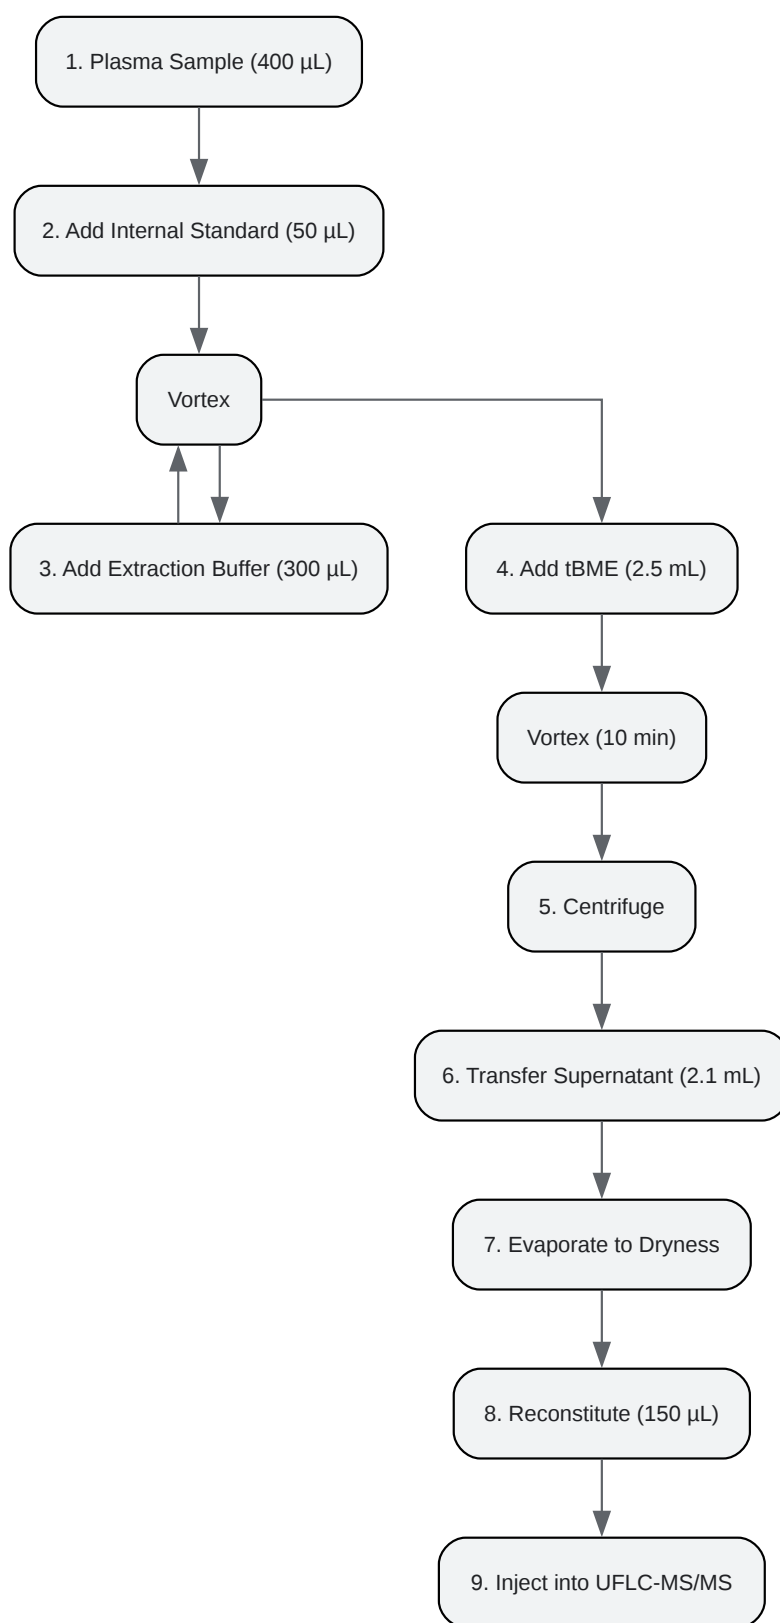 1. Plasma Sample (400 µL)
2. Add Internal Standard (50 µL)
Vortex
3. Add Extraction Buffer (300 µL)
4. Add tBME (2.5 mL)
Vortex (10 min)
5. Centrifuge
6. Transfer Supernatant (2.1 mL)
7. Evaporate to Dryness
8. Reconstitute (150 µL)
9. Inject into UFLC-MS/MS